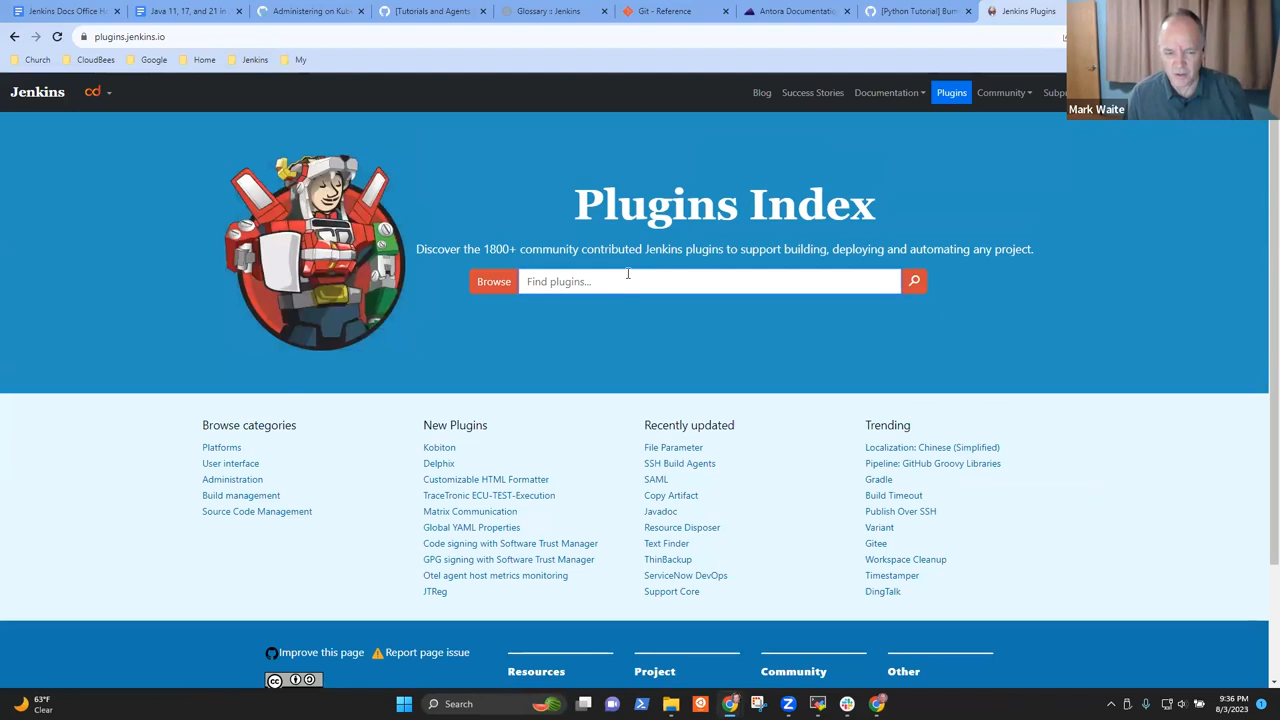 Jenkins Docs Office H
Java 11, 17, and 21 in
Administering on Kub
[Tutorials and Agents
Glossary :: Jenkins
Git - Reference
Antora Documentatio
[Python Tutorial] Bum
Jenkins Plugins
plugins.jenkins.io
Church
CloudBees
Google
Home
Jenkins
My
Jenkins
cd
Blog
Success Stories
Documentation
Plugins
Community
Mark Waite
Plugins Index
Discover the 1800+ community contributed Jenkins plugins to support building, deploying and automating any project.
Browse
Find plugins...
Browse categories
Platforms
User interface
Administration
Build management
Source Code Management
New Plugins
Kobiton
Delphix
Customizable HTML Formatter
TraceTronic ECU-TEST-Execution
Matrix Communication
Global YAML Properties
Code signing with Software Trust Manager
GPG signing with Software Trust Manager
Otel agent host metrics monitoring
JTReg
Recently updated
File Parameter
SSH Build Agents
SAML
Copy Artifact
Javadoc
Resource Disposer
Text Finder
ThinBackup
ServiceNow DevOps
Support Core
Trending
Localization: Chinese (Simplified)
Pipeline: GitHub Groovy Libraries
Gradle
Build Timeout
Publish Over SSH
Variant
Gitee
Workspace Cleanup
Timestamper
DingTalk
Improve this page
Report page issue
Resources
Project
Community
Other
63°F
Clear
Search
9:36 PM
8/3/2023